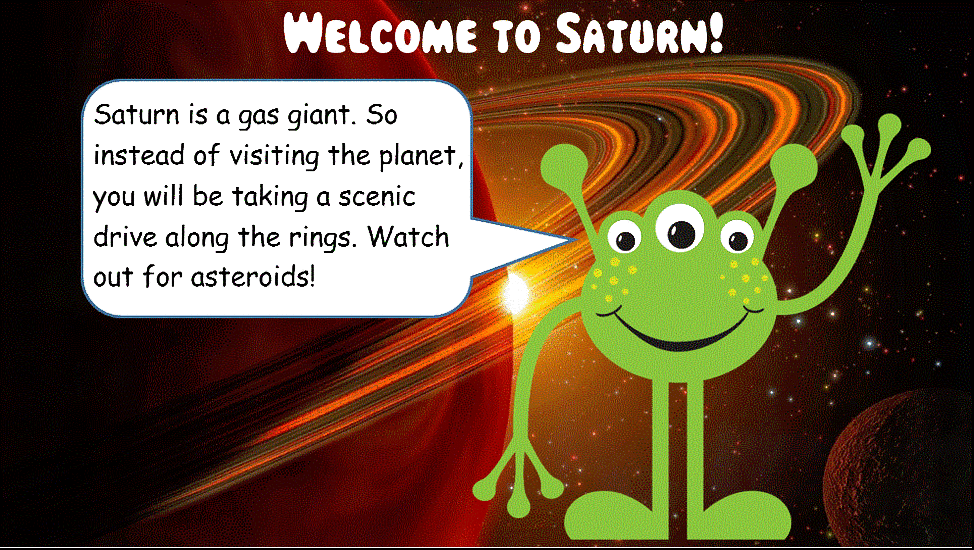 Welcome to Saturn!
Saturn is a gas giant. So
instead of visiting the planet,
you will be taking a scenic
drive along the rings. Watch
out for asteroids!